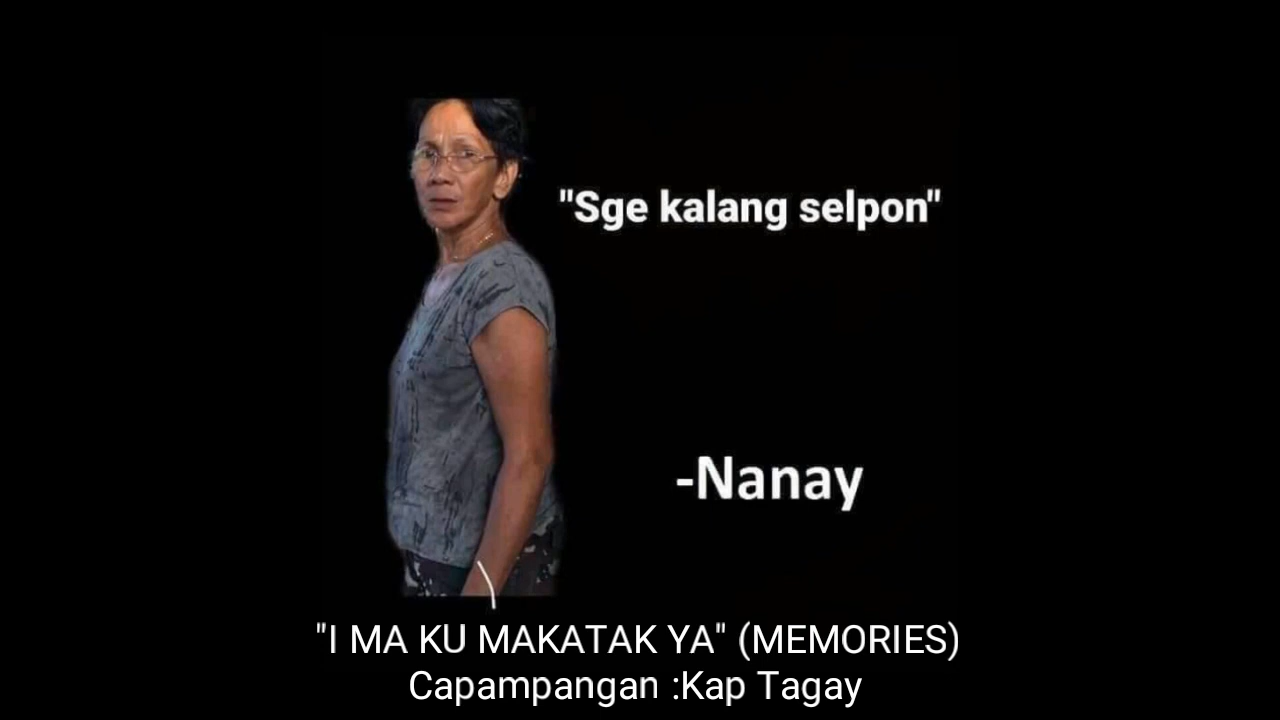 "Sge kalang selpon"
-Nanay
"I MA KU MAKATAK YA" (MEMORIES)
Capampangan :Kap Tagay